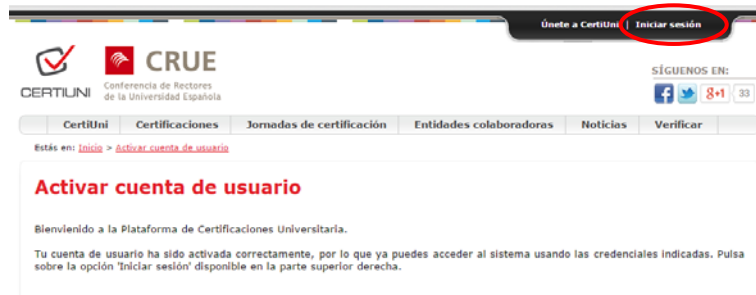 Únete a CertiUni | Iniciar sesión
CERTIUNI
CRUE
Conferencia de Rectores
de la Universidad Española
SÍGUENOS EN:
f 8+1 33
CertiUni Certificaciones Jornadas de certificación Entidades colaboradoras Noticias Verificar
Estás en: Inicio > Activar cuenta de usuario
Activar cuenta de usuario
Bienvenido a la Plataforma de Certificaciones Universitaria.
Tu cuenta de usuario ha sido activada correctamente, por lo que ya puedes acceder al sistema usando las credenciales indicadas. Pulsa
sobre la opción 'Iniciar sesión' disponible en la parte superior derecha.